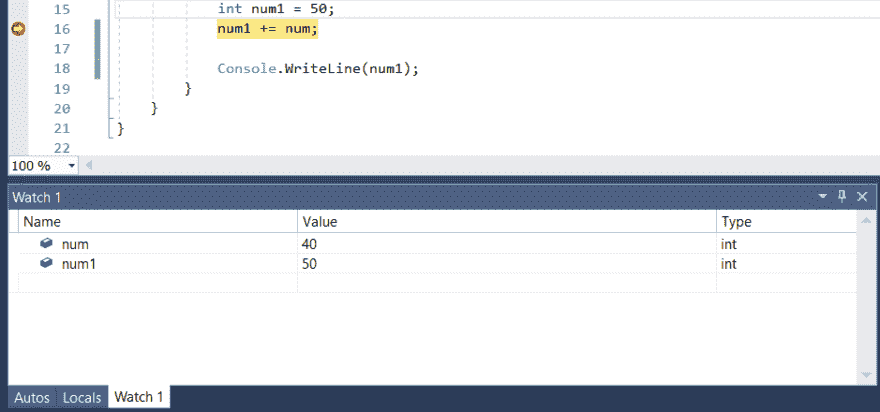 15 int num1 = 50;
16 num1 += num;
17
18 Console.WriteLine(num1);
19 }
20 }
21 }
22
100 %
Watch 1
Name Value Type
num 40 int
num1 50 int
Autos Locals Watch 1